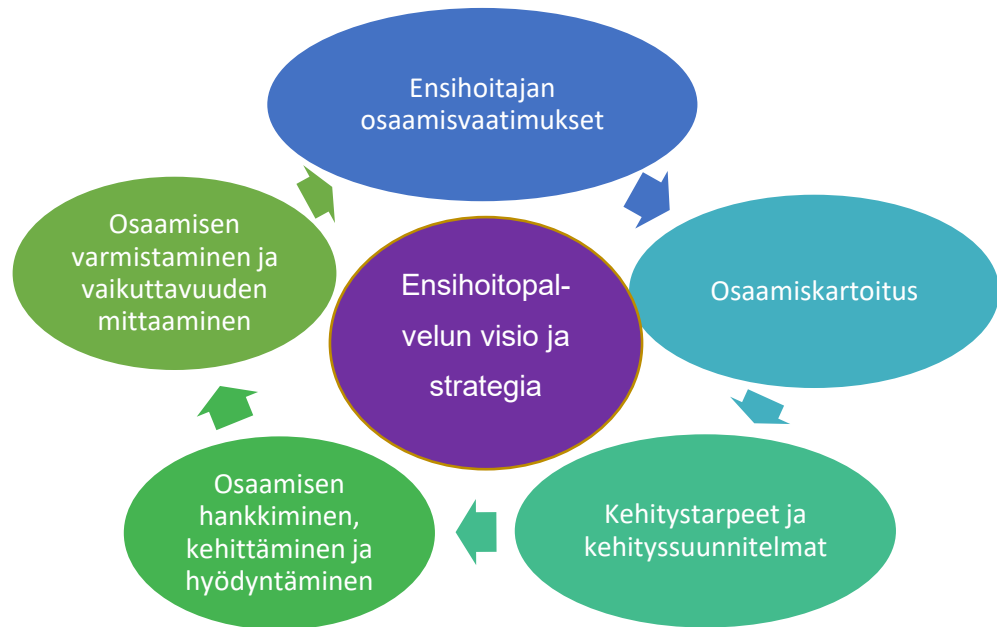 Ensihoitajan
osaamisvaatimukset
Osaamiskartoitus
Kehitystarpeet ja
kehityssuunnitelmat
Osaamisen
hankkiminen,
kehittäminen ja
hyödyntäminen
Osaamisen
varmistaminen ja
vaikuttavuuden
mittaaminen
Ensihoitopal-
velun visio ja
strategia